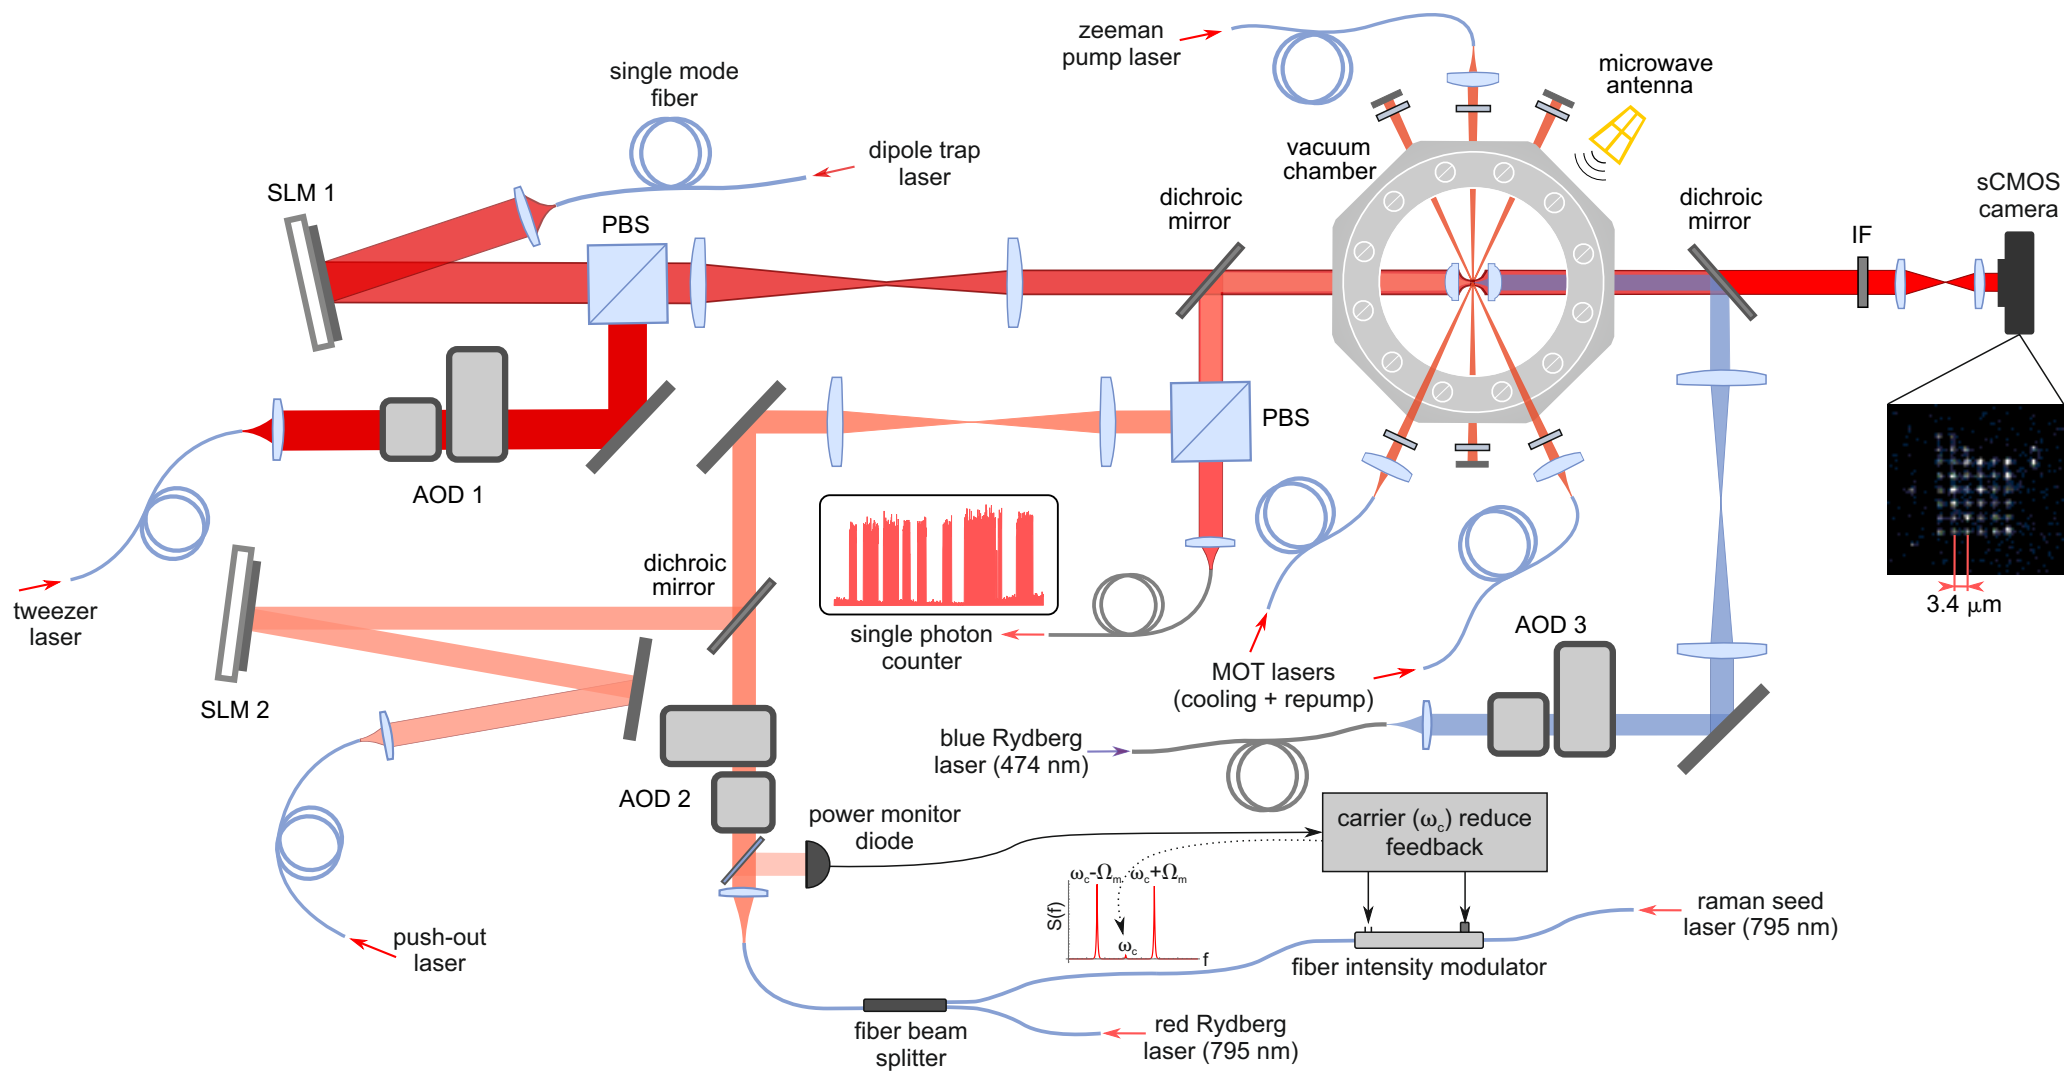 zeeman
pump laser
microwave
antenna
single mode
fiber
vacuum
chamber
dipole trap
laser
SLM 1
PBS
dichroic
mirror
dichroic
mirror
sCMOS
camera
IF
PBS
AOD 1
tweezer
laser
dichroic
mirror
single photon
counter
3.4 μm
AOD 3
MOT lasers
(cooling + repump)
SLM 2
blue Rydberg
laser (474 nm)
AOD 2
power monitor
diode
carrier (ωc) reduce
feedback
ωc-Ωm
ωc+Ωm
S(f)
ωc
f
push-out
laser
raman seed
laser (795 nm)
fiber intensity modulator
fiber beam
splitter
red Rydberg
laser (795 nm)